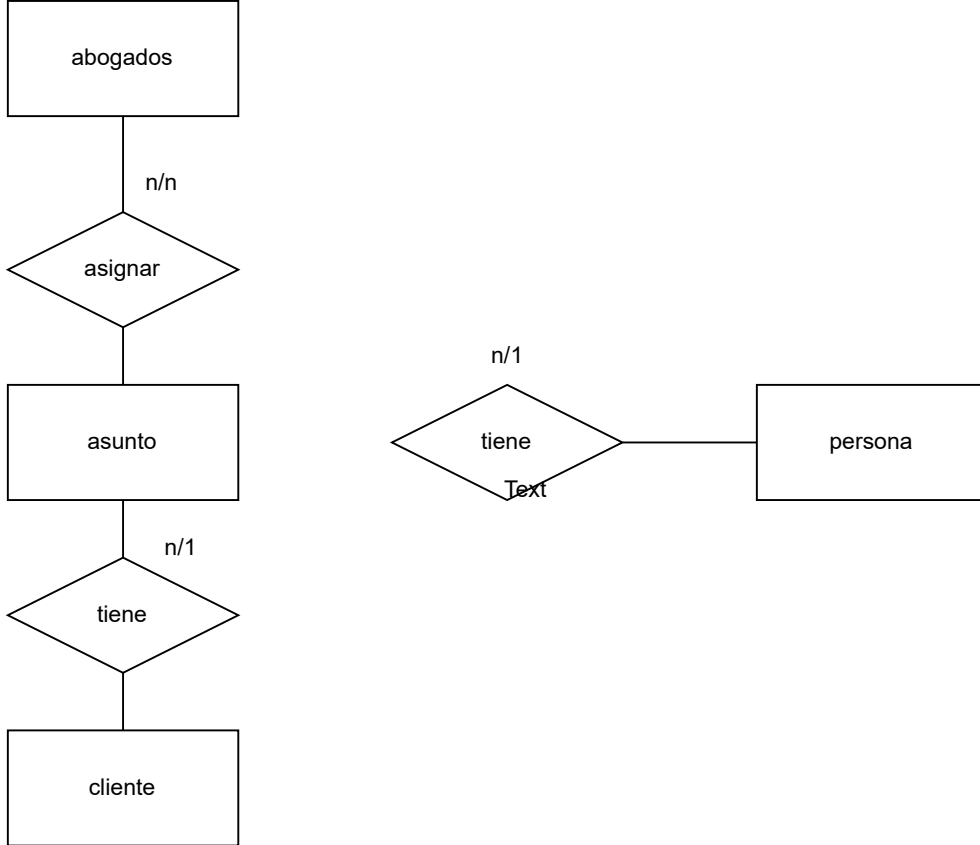 abogados
n/n
asignar
n/1
asunto
tiene
persona
Text
n/1
tiene
cliente